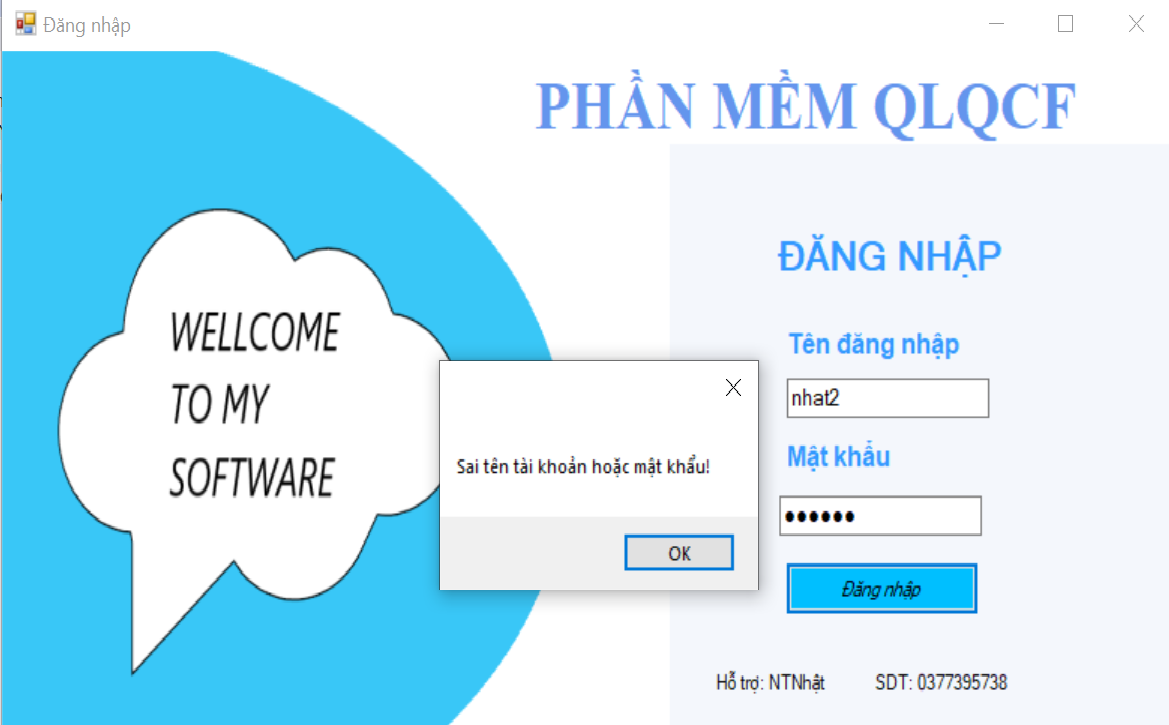 Đăng nhập
PHẦN MỀM QLQCF
WELLCOME
TO MY
SOFTWARE
Sai tên tài khoản hoặc mật khẩu!
OK
ĐĂNG NHẬP
Tên đăng nhập
nhat2
Mật khẩu
●●●●●●
Đăng nhập
Hỗ trợ: NTNhật SDT: 0377395738